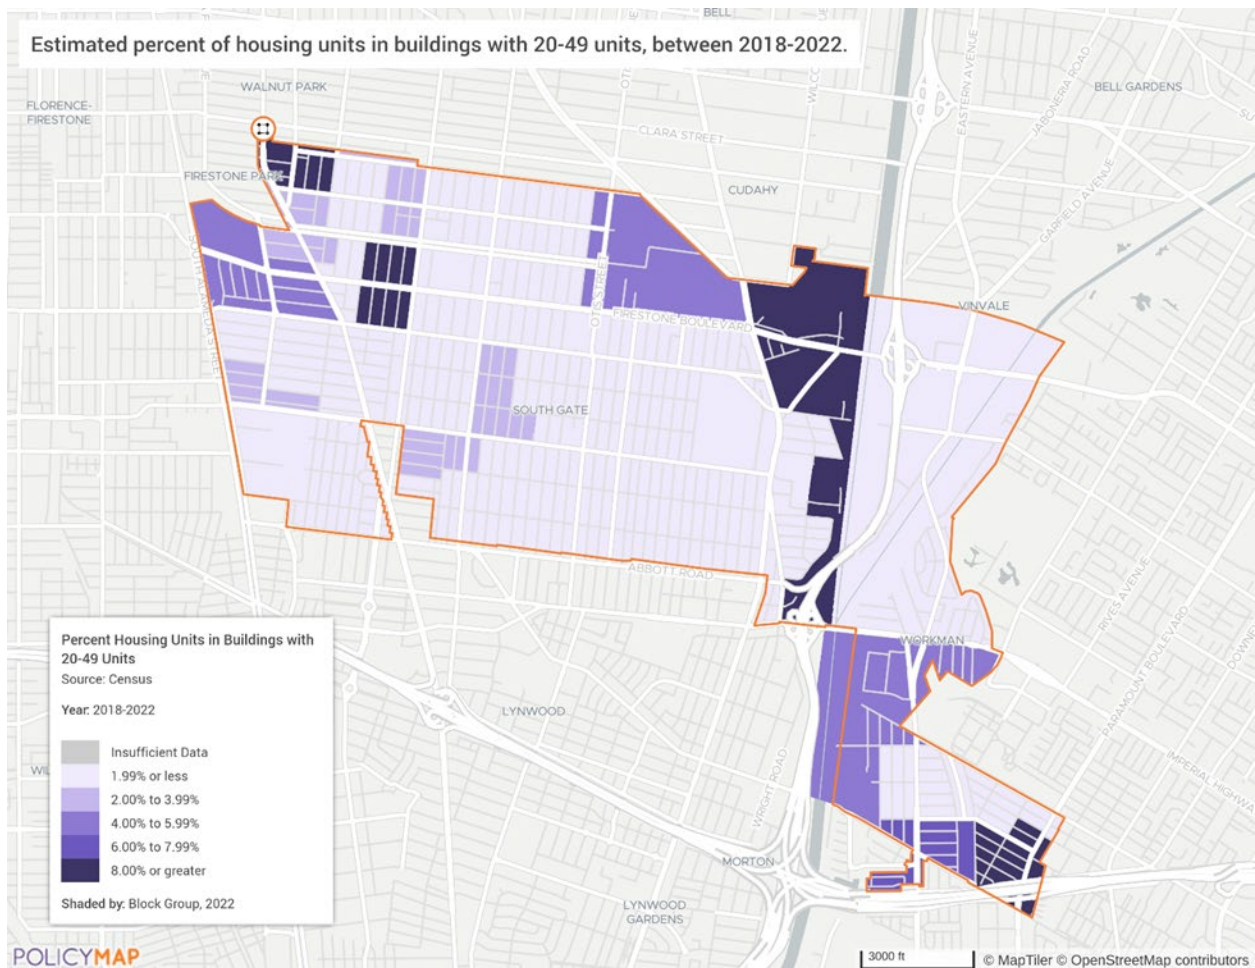 BELL
Estimated percent of housing units in buildings with 20-49 units, between 2018-2022.
WALNUT PARK
BELL GARDENS
FLORENCE-
FIRESTONE
EASTERN AVENUE
JABONERIA ROAD
CLARA STREET
FIRESTONE PARK
CUDAHY
GARFIELD AVENUE
SOUTH ALAMEDA STREET
OTIS STREET
VINVALE
FIRESTONE BOULEVARD
SOUTH GATE
ABBOTT ROAD
WORKMAN
PARAMOUNT BOULEVARD
LYNWOOD
WRIGHT ROAD
IMPERIAL HIGHW
MORTON
LYNWOOD
GARDENS
Percent Housing Units in Buildings with
20-49 Units
Source: Census
Year: 2018-2022
Insufficient Data
1.99% or less
2.00% to 3.99%
4.00% to 5.99%
6.00% to 7.99%
8.00% or greater
Shaded by: Block Group, 2022
POLICYMAP
3000 ft
© MapTiler © OpenStreetMap contributors